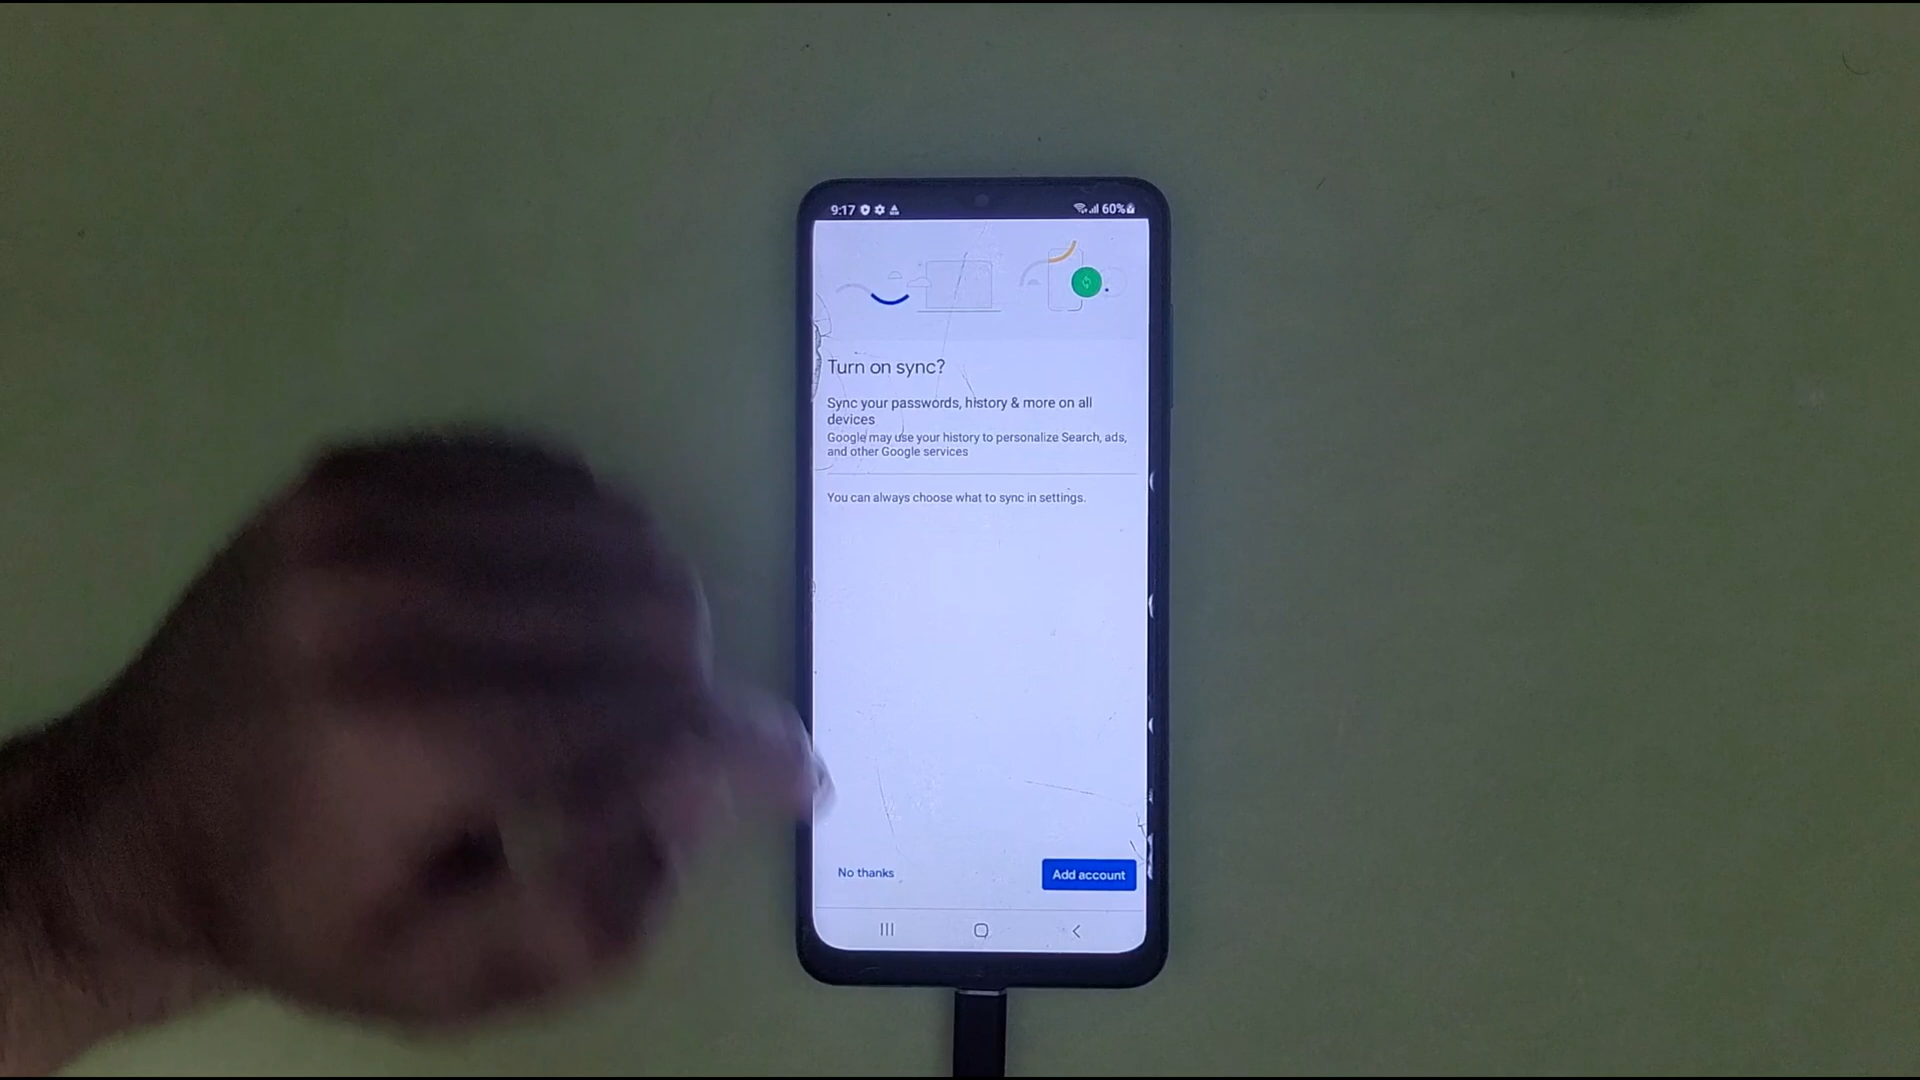 9:17
60%
Turn on sync?
Sync your passwords, history & more on all
devices
Google may use your history to personalize Search, ads,
and other Google services
You can always choose what to sync in settings.
No thanks
Add account